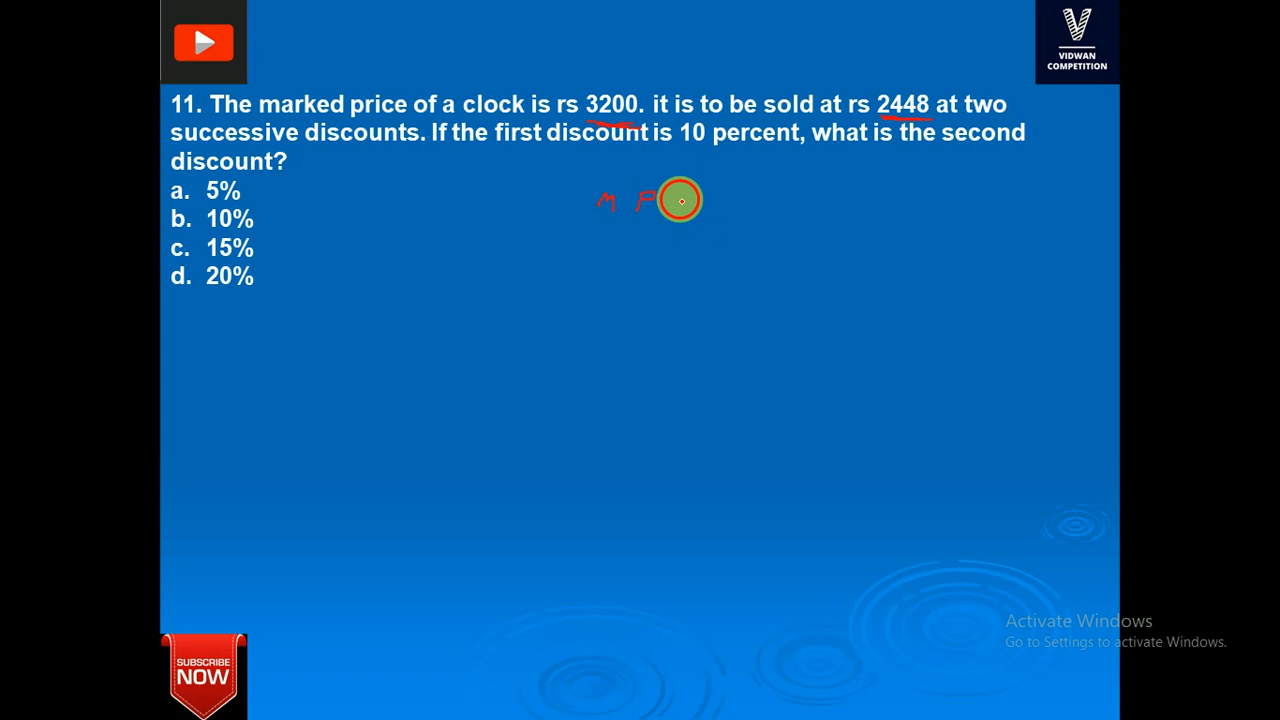 V
VIDWAN
COMPETITION
11. The marked price of a clock is rs 3200. it is to be sold at rs 2448 at two
successive discounts. If the first discount is 10 percent, what is the second
discount?
a. 5%
b. 10%
c. 15%
d. 20%
M P
SUBSCRIBE
NOW
Activate Windows
Go to Settings to activate Windows.